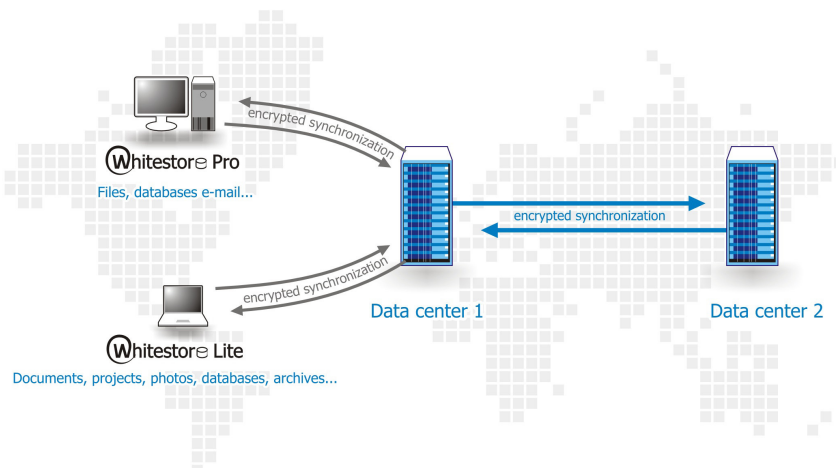 encrypted synchronization
Whitestore Pro
Files, databases e-mail...
encrypted synchronization
encrypted synchronization
Data center 1
Data center 2
Whitestore Lite
Documents, projects, photos, databases, archives...